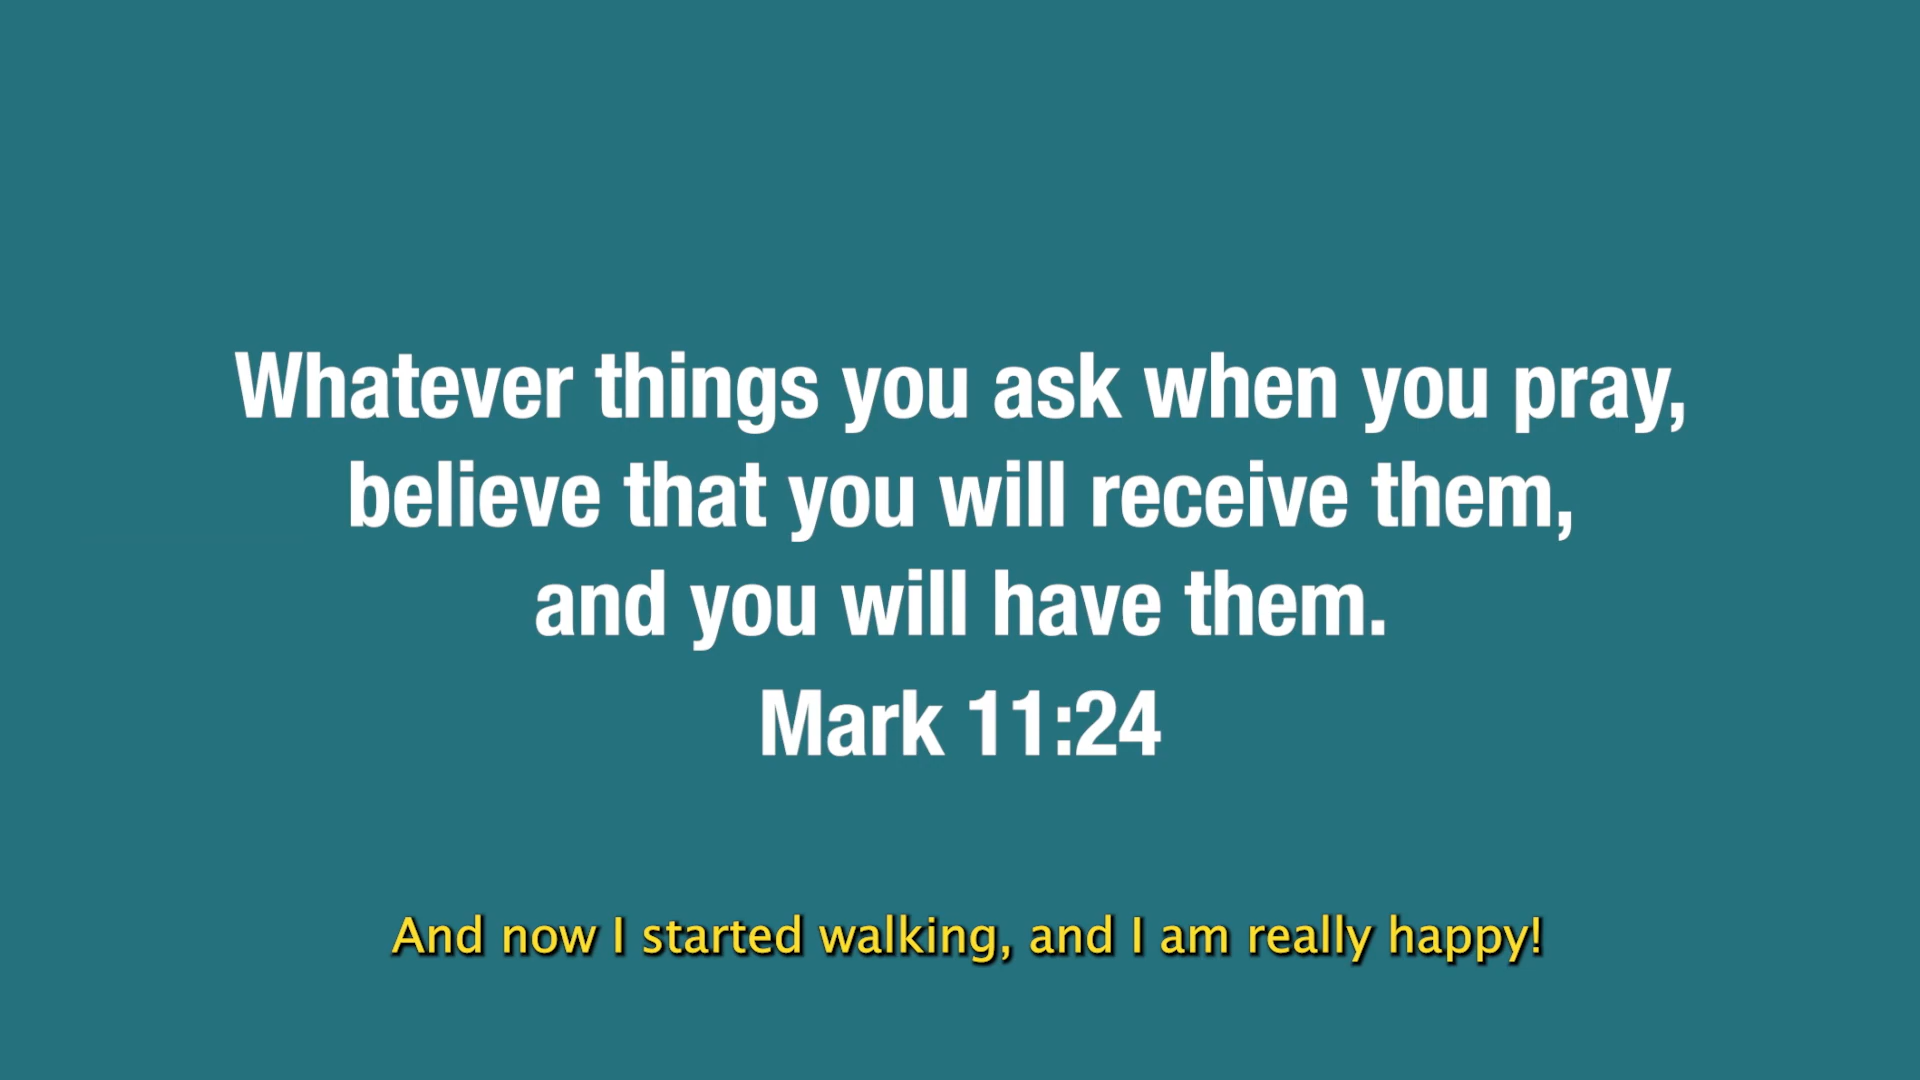 Whatever things you ask when you pray,
believe that you will receive them,
and you will have them.
Mark 11:24
And now I started walking, and I am really happy!